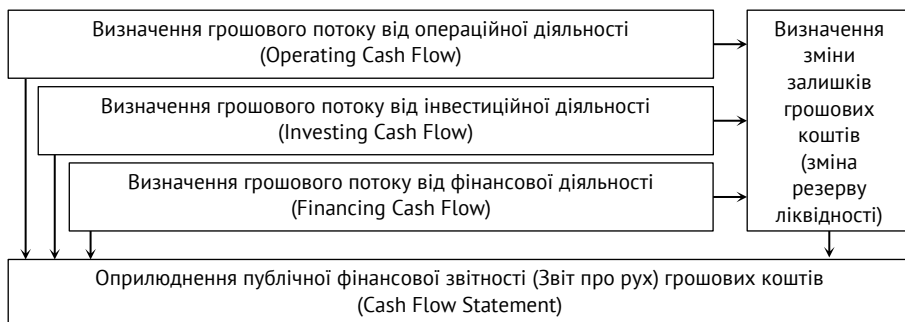 Визначення грошового потоку від операційної діяльності
(Operating Cash Flow)
Визначення грошового потоку від інвестиційної діяльності
(Investing Cash Flow)
Визначення грошового потоку від фінансової діяльності
(Financing Cash Flow)
Визначення
зміни
залишків
грошових
коштів
(зміна
резерву
ліквідності)
Оприлюднення публічної фінансової звітності (Звіт про рух) грошових коштів
(Cash Flow Statement)